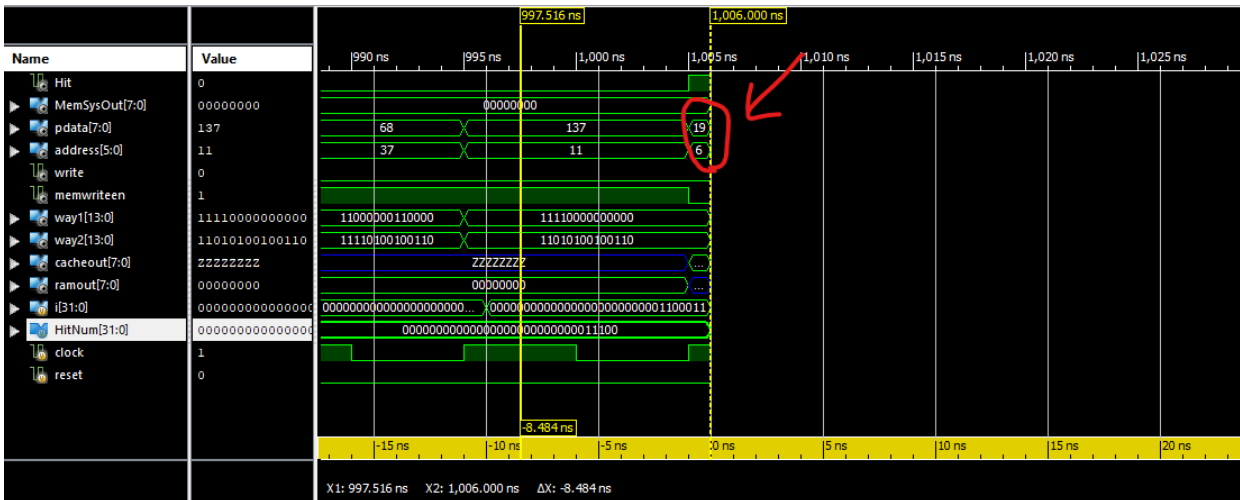 997.516 ns 1,006.000 ns
Name Value 990 ns 995 ns 1,000 ns 1,005 ns 1,010 ns 1,015 ns 1,020 ns 1,025 ns
Hit 0
MemSysOut[7:0] 00000000 00000000
pdata[7:0] 137 68 137 19
address[5:0] 11 37 11 6
write 0
memwriteen 1
way1[13:0] 11110000000000 11000000110000 11110000000000
way2[13:0] 11010100100110 11110100100110 11010100100110
cacheout[7:0] ZZZZZZZZ ZZZZZZZZ ...
ramout[7:0] 00000000 00000000 ...
i[31:0]
HitNum[31:0]
clock 1
reset 0
-8.484 ns
-15 ns -10 ns -5 ns 0 ns 5 ns 10 ns 15 ns 20 ns
X1: 997.516 ns X2: 1,006.000 ns ΔX: -8.484 ns